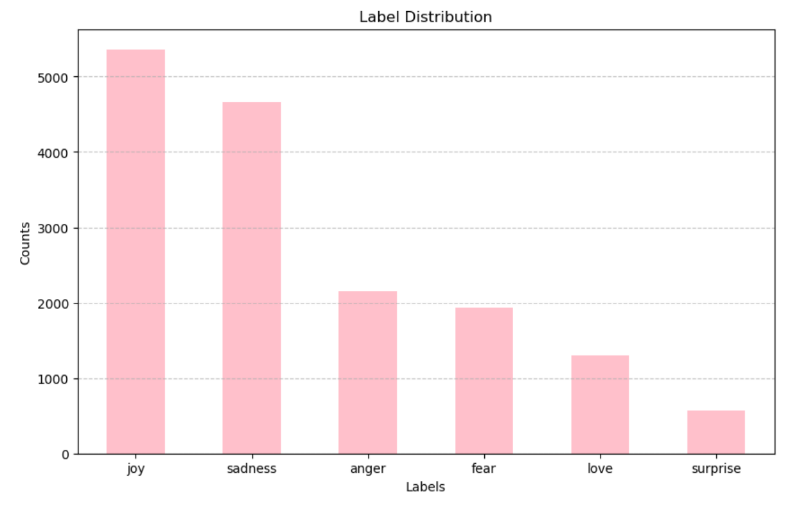 Label Distribution
Counts
5000
4000
3000
2000
1000
0
joy sadness anger fear love surprise
Labels